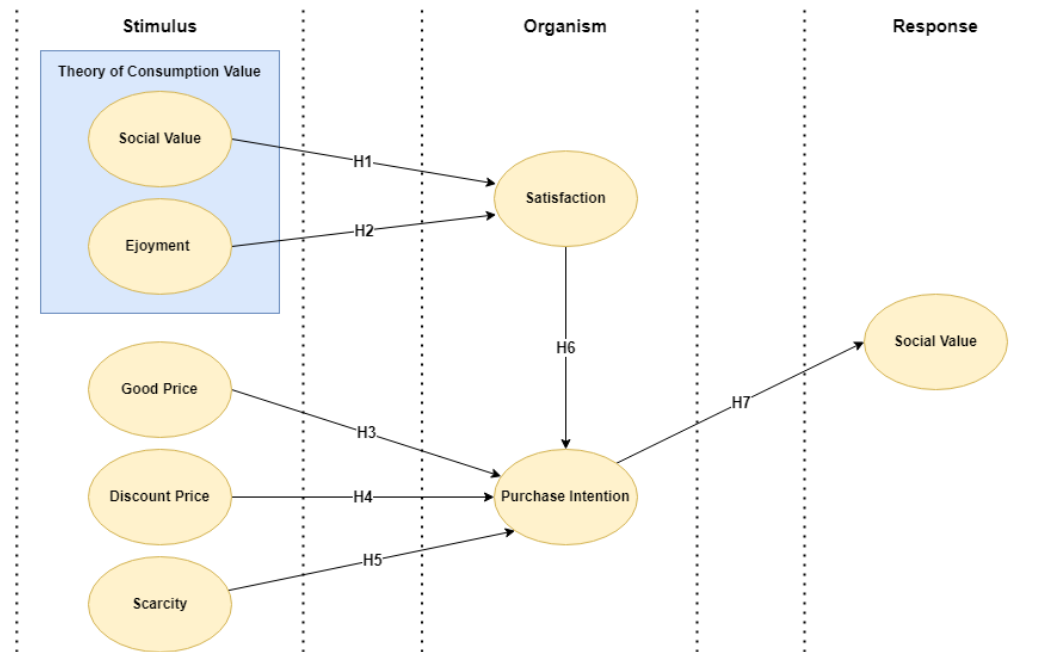 Stimulus
Organism
Response
Theory of Consumption Value
Social Value
H1
Satisfaction
Ejoyment
H2
H6
Social Value
Good Price
H3
H7
Discount Price
H4
Purchase Intention
H5
Scarcity